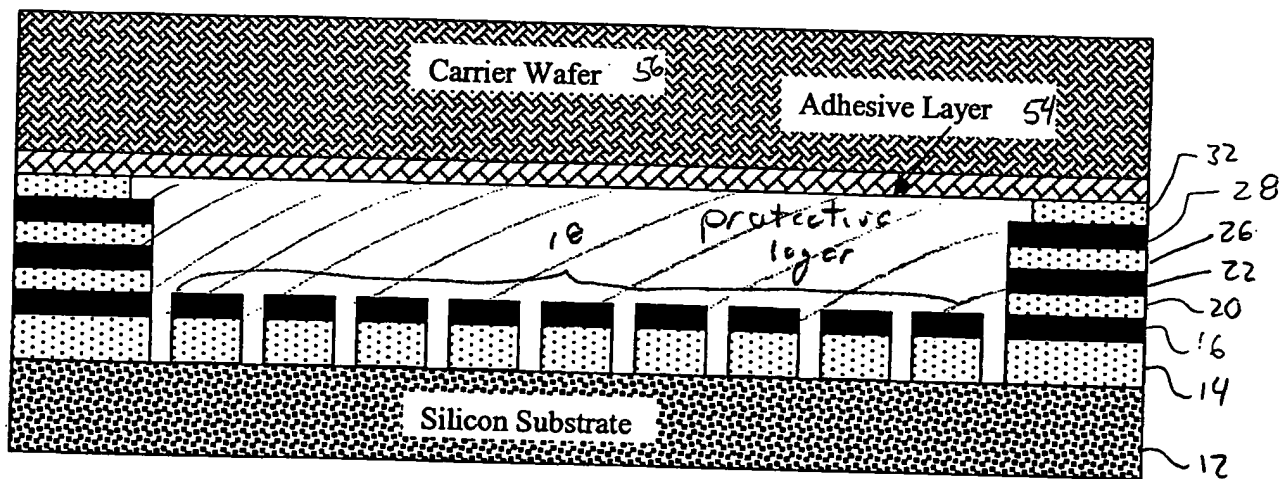 Carrier Wafer 56
Adhesive Layer 54
32
28
18
protective
layer
26
22
20
16
14
Silicon Substrate
12